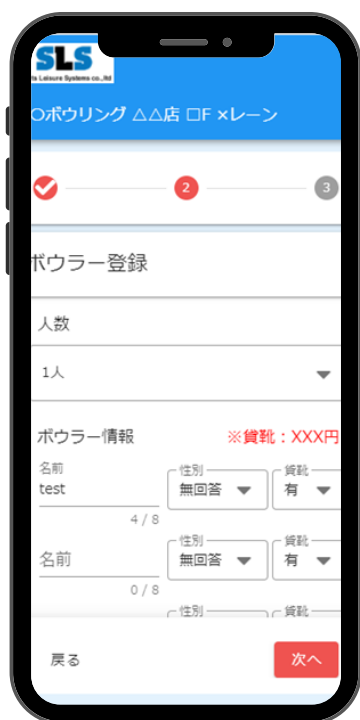 SLS
ts Leisure Systems co.,ltd
○ボウリング △△店 □F ×レーン
2
3
ボウラー登録
人数
1人
ボウラー情報
※貸靴：XXX円
名前
性別
貸靴
test
無回答
有
4 / 8
性別
貸靴
名前
無回答
有
0 / 8
性別
貸靴
戻る
次へ